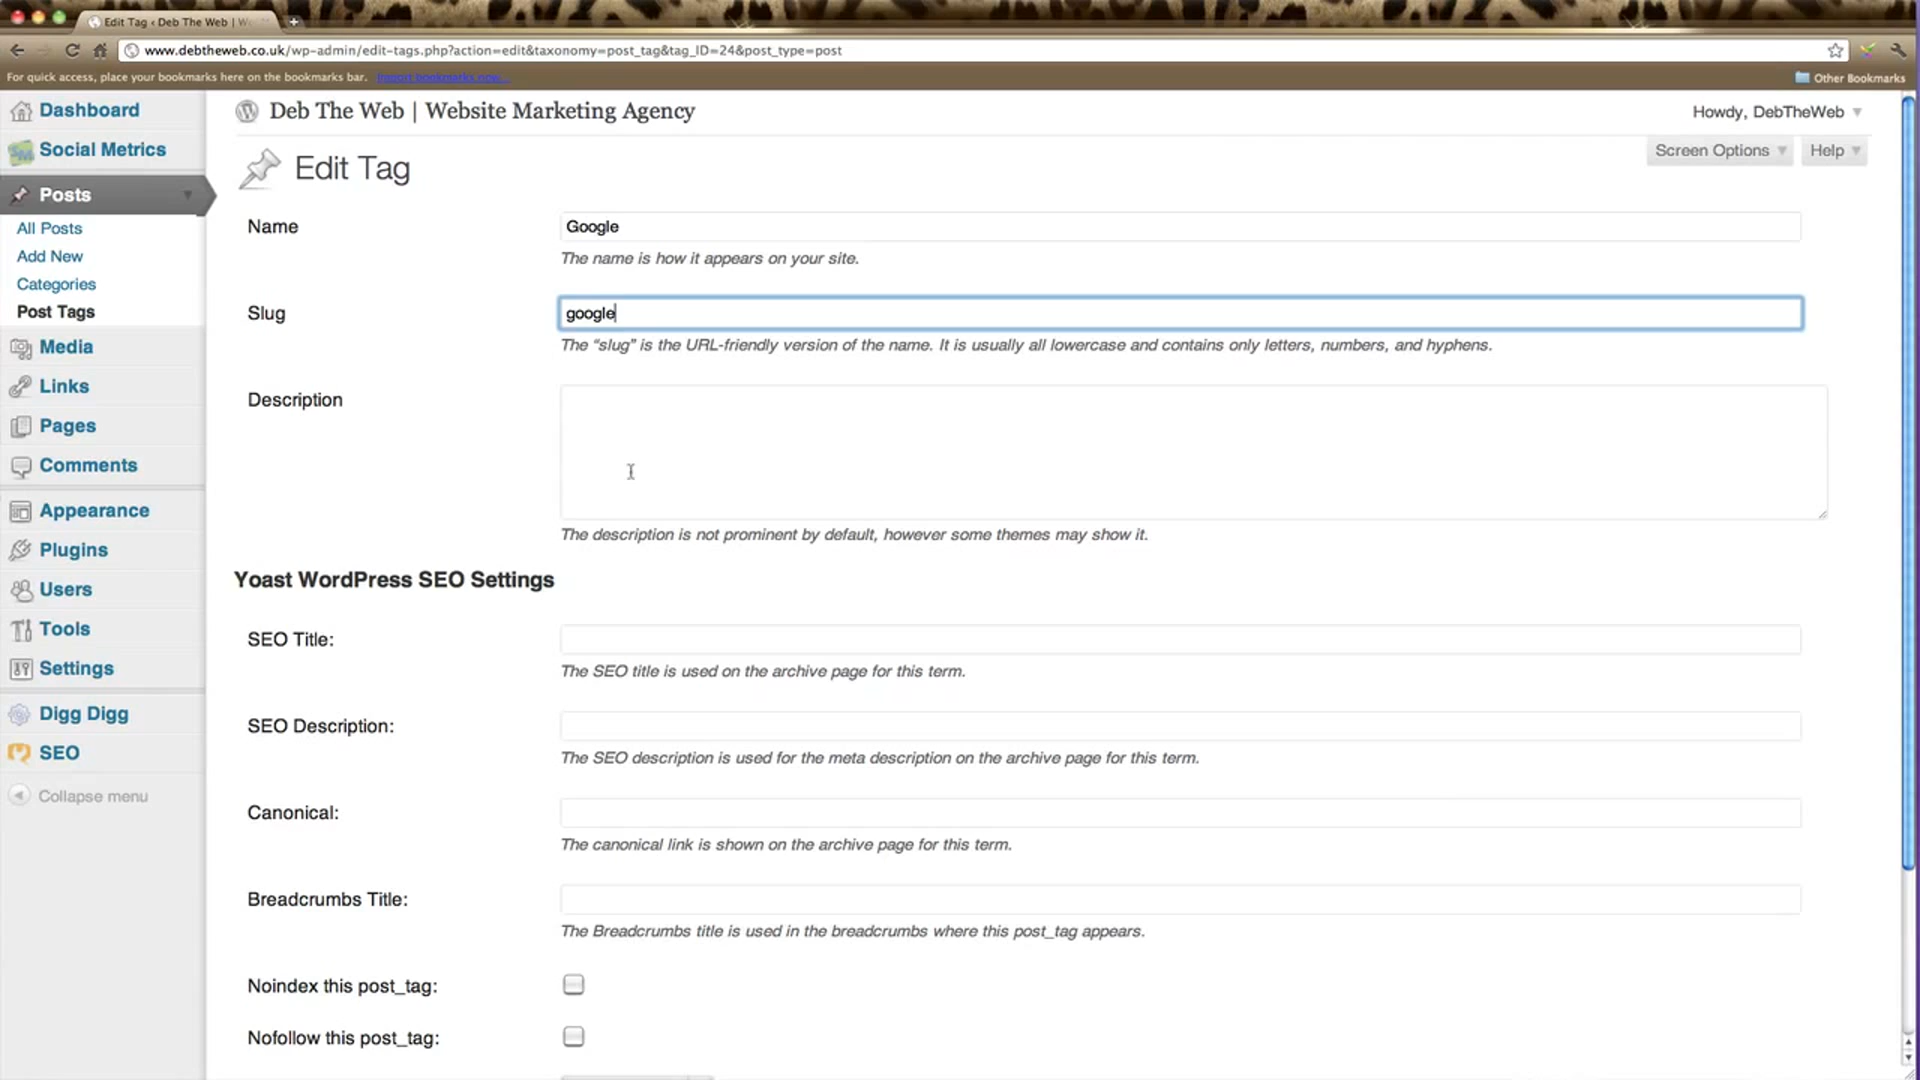 Edit Tag ‹ Deb The Web | W
www.debtheweb.co.uk/wp-admin/edit-tags.php?action=edit&taxonomy=post_tag&tag_ID=24&post_type=post
For quick access, place your bookmarks here on the bookmarks bar. Import bookmarks now...
Other Bookmarks
Deb The Web | Website Marketing Agency
Howdy, DebTheWeb
Screen Options
Help
Dashboard
Social Metrics
Posts
All Posts
Add New
Categories
Post Tags
Media
Links
Pages
Comments
Appearance
Plugins
Users
Tools
Settings
Digg Digg
SEO
Collapse menu
Edit Tag
Name
Google
The name is how it appears on your site.
Slug
google
The “slug” is the URL-friendly version of the name. It is usually all lowercase and contains only letters, numbers, and hyphens.
Description
The description is not prominent by default, however some themes may show it.
Yoast WordPress SEO Settings
SEO Title:
The SEO title is used on the archive page for this term.
SEO Description:
The SEO description is used for the meta description on the archive page for this term.
Canonical:
The canonical link is shown on the archive page for this term.
Breadcrumbs Title:
The Breadcrumbs title is used in the breadcrumbs where this post_tag appears.
Noindex this post_tag:
Nofollow this post_tag: